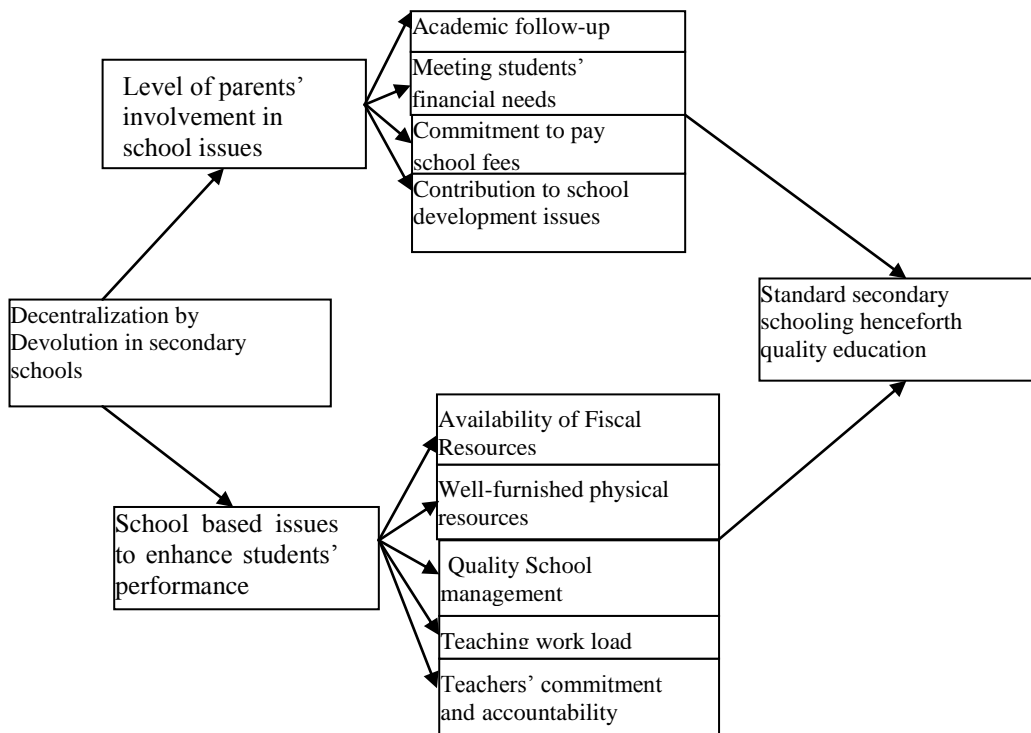 Academic follow-up
Meeting students’
financial needs
Commitment to pay
school fees
Contribution to school
development issues
Level of parents’
involvement in
school issues
Decentralization by
Devolution in secondary
schools
Standard secondary
schooling henceforth
quality education
School based issues
to enhance students’
performance
Availability of Fiscal
Resources
Well-furnished physical
resources
Quality School
management
Teaching work load
Teachers’ commitment
and accountability